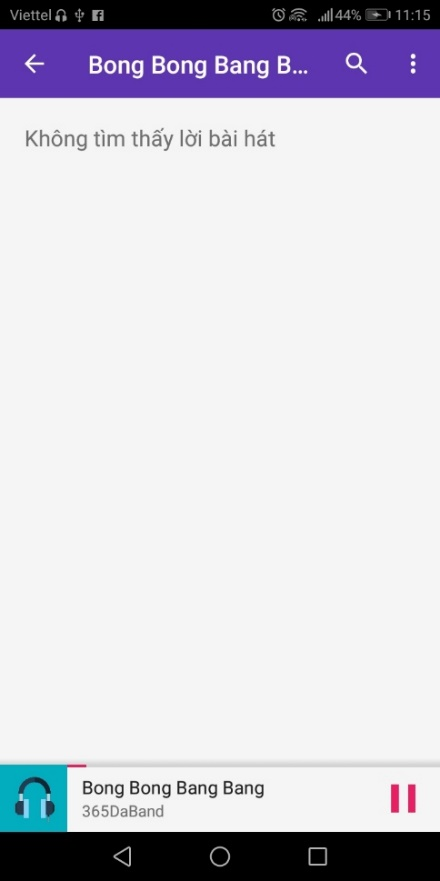 Viettel 44% 11:15
Bong Bong Bang B...
Không tìm thấy lời bài hát
Bong Bong Bang Bang
365DaBand